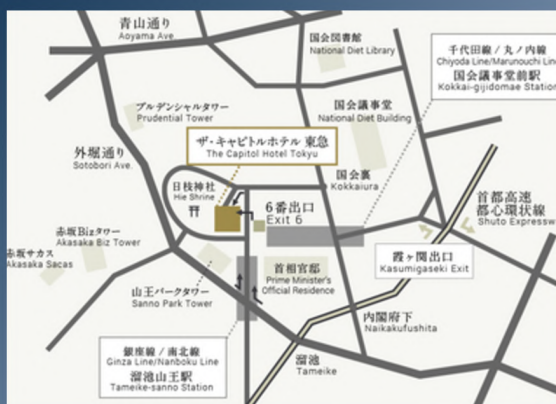 青山通り
Aoyama Ave.
国会図書館
National Diet Library
千代田線 / 丸ノ内線
Chiyoda Line/Marunouchi Line
国会議事堂前駅
Kokkai-gijidomae Station
プルデンシャルタワー
Prudential Tower
国会議事堂
National Diet Building
ザ・キャピトルホテル 東急
The Capitol Hotel Tokyu
外堀通り
Sotobori Ave.
国会裏
Kokkaiura
日枝神社
Hie Shrine
6番出口
Exit 6
首都高速
都心環状線
Shuto Expressw
赤坂Bizタワー
Akasaka Biz Tower
赤坂サカス
Akasaka Sacas
霞ヶ関出口
Kasumigaseki Exit
首相官邸
Prime Minister's
Official Residence
山王パークタワー
Sanno Park Tower
内閣府下
Naikakufushita
銀座線 / 南北線
Ginza Line/Nanboku Line
溜池山王駅
Tameike-sanno Station
溜池
Tameike